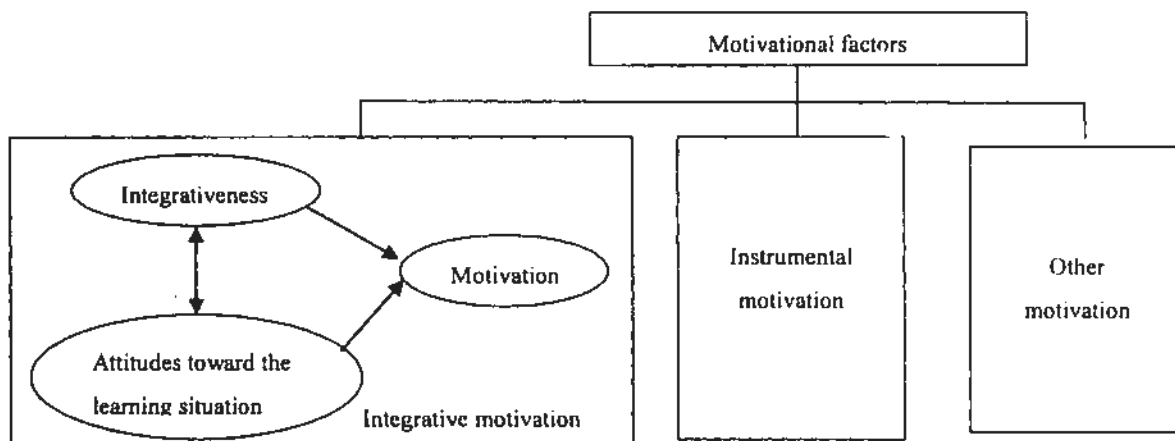 Motivational factors
Integrativeness
Motivation
Attitudes toward the
learning situation
Integrative motivation
Instrumental
motivation
Other
motivation